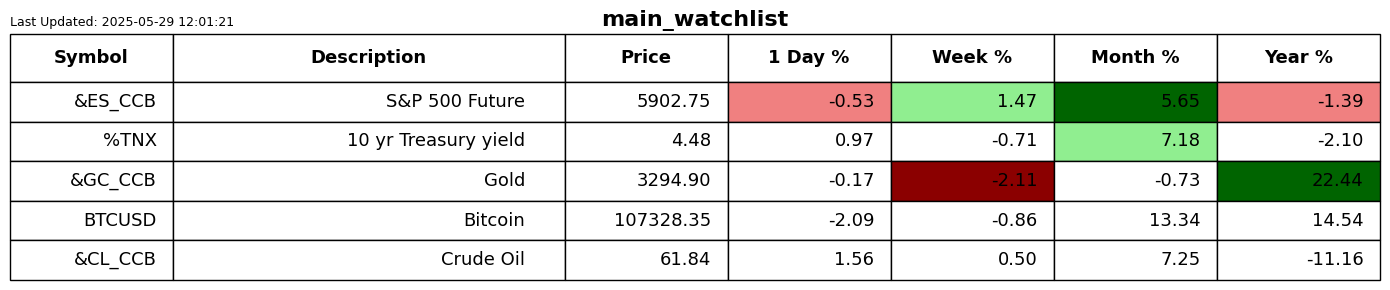 Last Updated: 2025-05-29 12:01:21
main_watchlist
Symbol Description Price 1 Day % Week % Month % Year %
&ES_CCB S&P 500 Future 5902.75 -0.53 1.47 5.65 -1.39
%TNX 10 yr Treasury yield 4.48 0.97 -0.71 7.18 -2.10
&GC_CCB Gold 3294.90 -0.17 -2.11 -0.73 22.44
BTCUSD Bitcoin 107328.35 -2.09 -0.86 13.34 14.54
&CL_CCB Crude Oil 61.84 1.56 0.50 7.25 -11.16